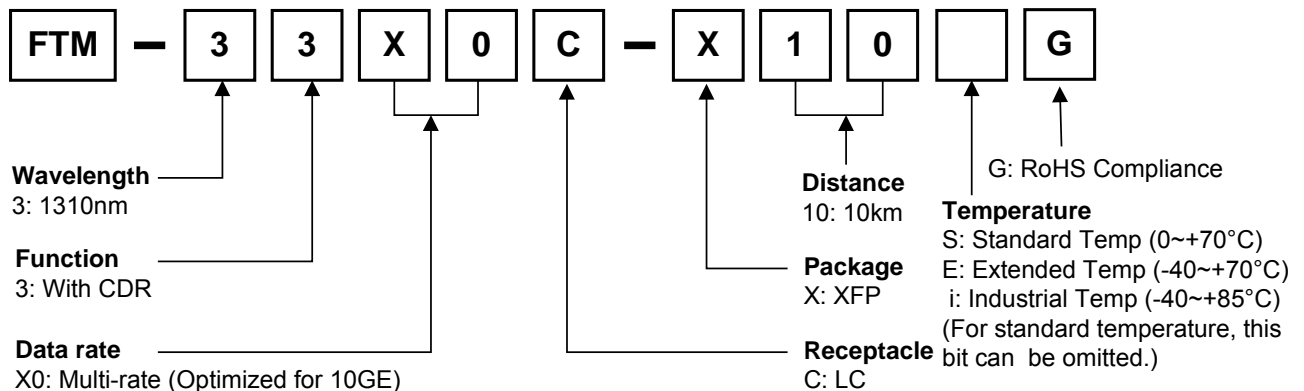 FTM – 3 3 X 0 C – X 1 0 G
Wavelength
3: 1310nm
Function
3: With CDR
Data rate
X0: Multi-rate (Optimized for 10GE)
Distance
10: 10km
Package
X: XFP
Receptacle
C: LC
G: RoHS Compliance
Temperature
S: Standard Temp (0~+70°C)
E: Extended Temp (-40~+70°C)
i: Industrial Temp (-40~+85°C)
(For standard temperature, this
bit can be omitted.)